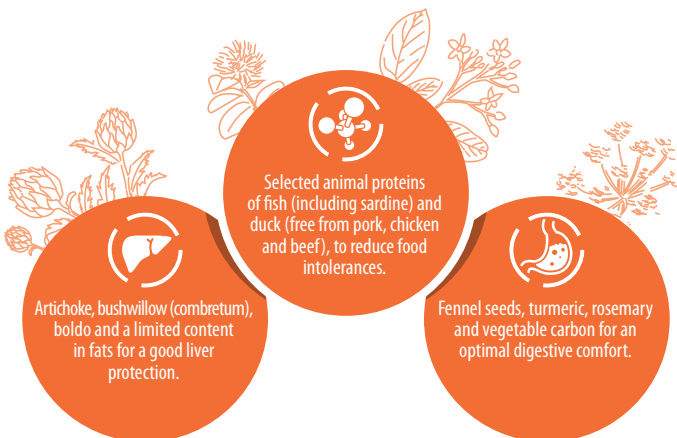 Selected animal proteins
of fish (including sardine) and
duck (free from pork, chicken
and beef), to reduce food
intolerances.
Artichoke, bushwillow (combretum),
boldo and a limited content
in fats for a good liver
protection.
Fennel seeds, turmeric, rosemary
and vegetable carbon for an
optimal digestive comfort.